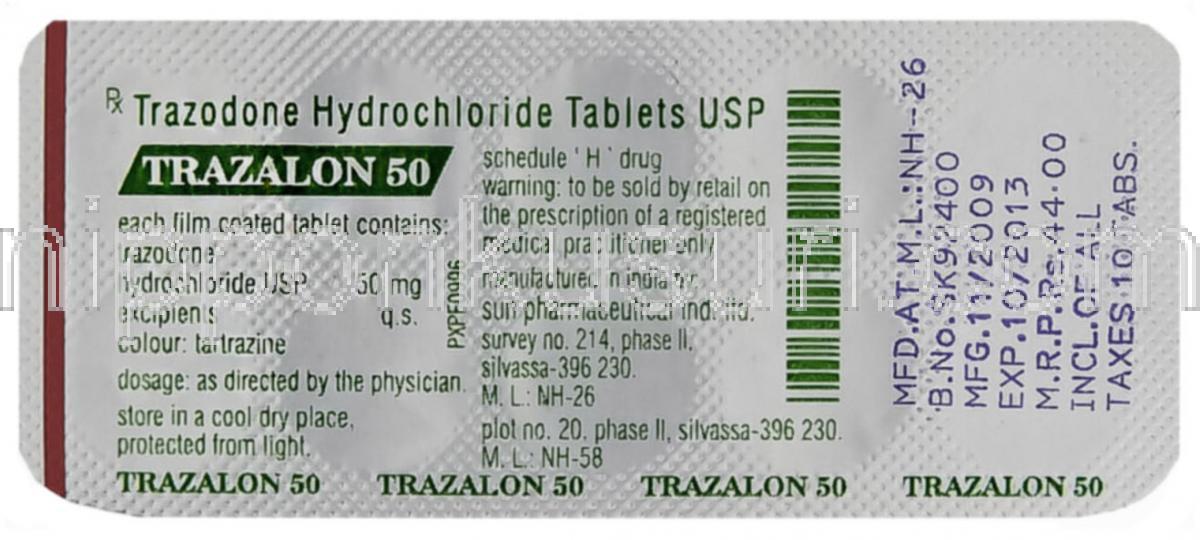 Rx Trazodone Hydrochloride Tablets USP
TRAZALON 50
each film coated tablet contains:
trazodone
hydrochloride USP 50 mg
excipients q.s.
colour: tartrazine
dosage: as directed by the physician.
store in a cool dry place,
protected from light.
PXPF0996
schedule 'H' drug
warning: to be sold by retail on
the prescription of a registered
medical practitioner only
manufactured in india by:
sun pharmaceutical ind. ltd.
survey no. 214, phase II,
silvassa-396 230.
M. L.: NH-26
plot no. 20, phase II, silvassa-396 230.
M. L.: NH-58
MFD.AT M.L.:NH-26
B.No.SK92400
MFG.11/2009
EXP.10/2013
M.R.P.Rs.44.00
INCL.OF ALL
TAXES 10 TABS.
TRAZALON 50 TRAZALON 50 TRAZALON 50 TRAZALON 50
nipponkusuri.com